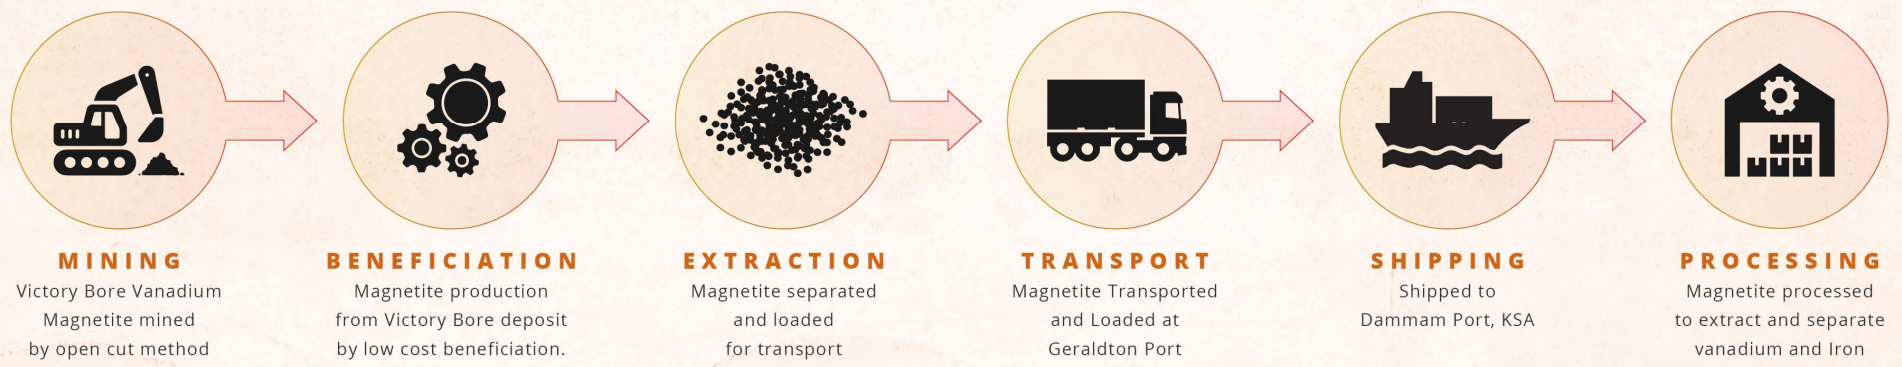 MINING
Victory Bore Vanadium
Magnetite mined
by open cut method
BENEFICIATION
Magnetite production
from Victory Bore deposit
by low cost beneficiation.
EXTRACTION
Magnetite separated
and loaded
for transport
TRANSPORT
Magnetite Transported
and Loaded at
Geraldton Port
SHIPPING
Shipped to
Dammam Port, KSA
PROCESSING
Magnetite processed
to extract and separate
vanadium and Iron